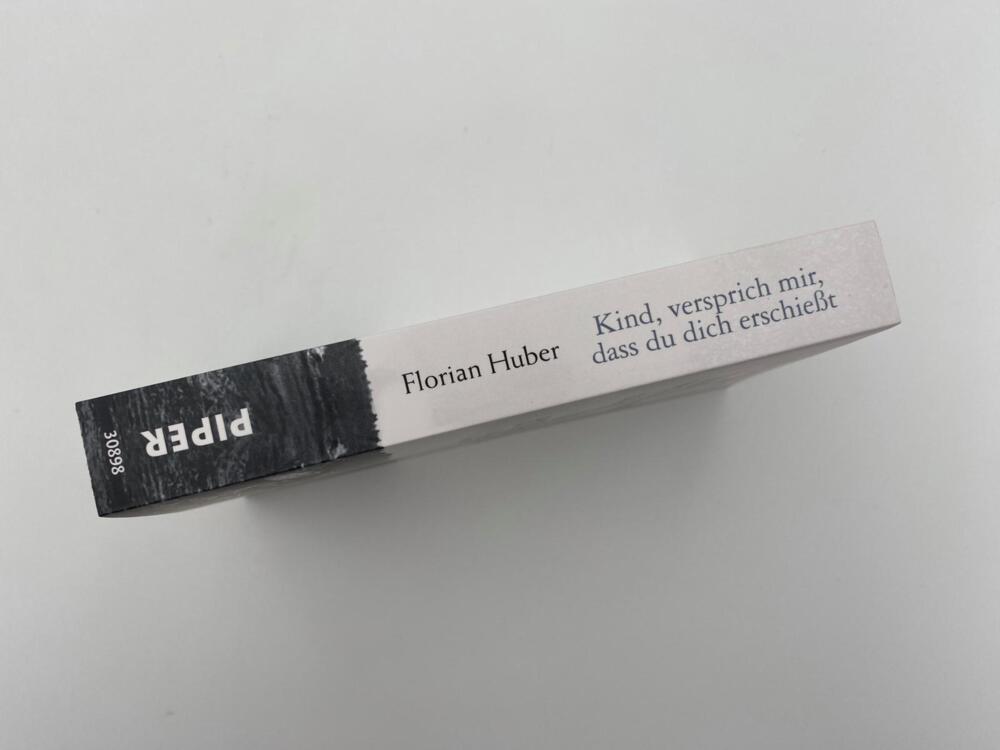 Florian Huber
Kind, versprich mir,
dass du dich erschießt
PIPER
30898